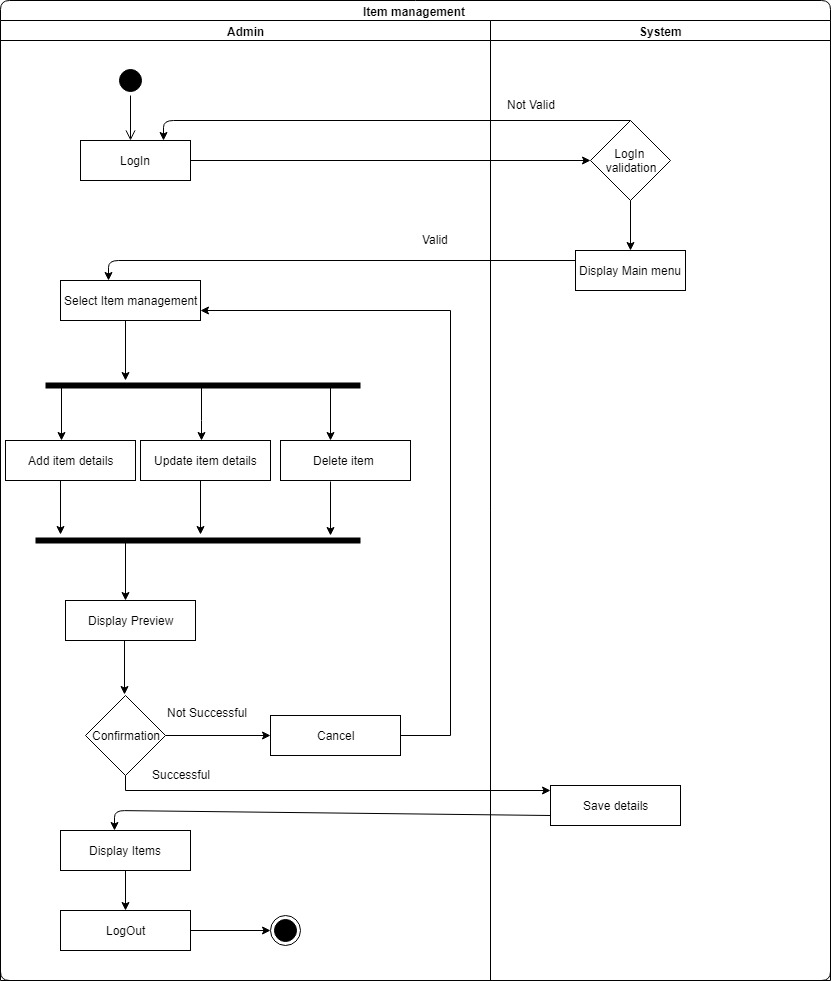 Item management
Admin
System
Not Valid
LogIn
LogIn
validation
Valid
Display Main menu
Select Item management
Add item details
Update item details
Delete item
Display Preview
Not Successful
Confirmation
Cancel
Successful
Save details
Display Items
LogOut